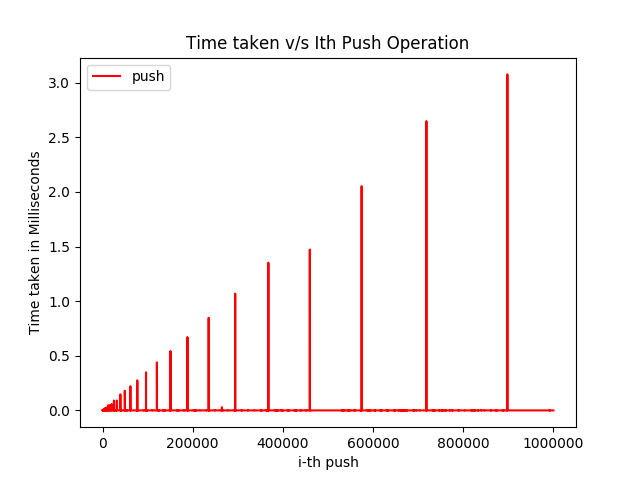 Time taken v/s Ith Push Operation
push
3.0
2.5
2.0
1.5
1.0
0.5
0.0
Time taken in Milliseconds
0 200000 400000 600000 800000 1000000
i-th push